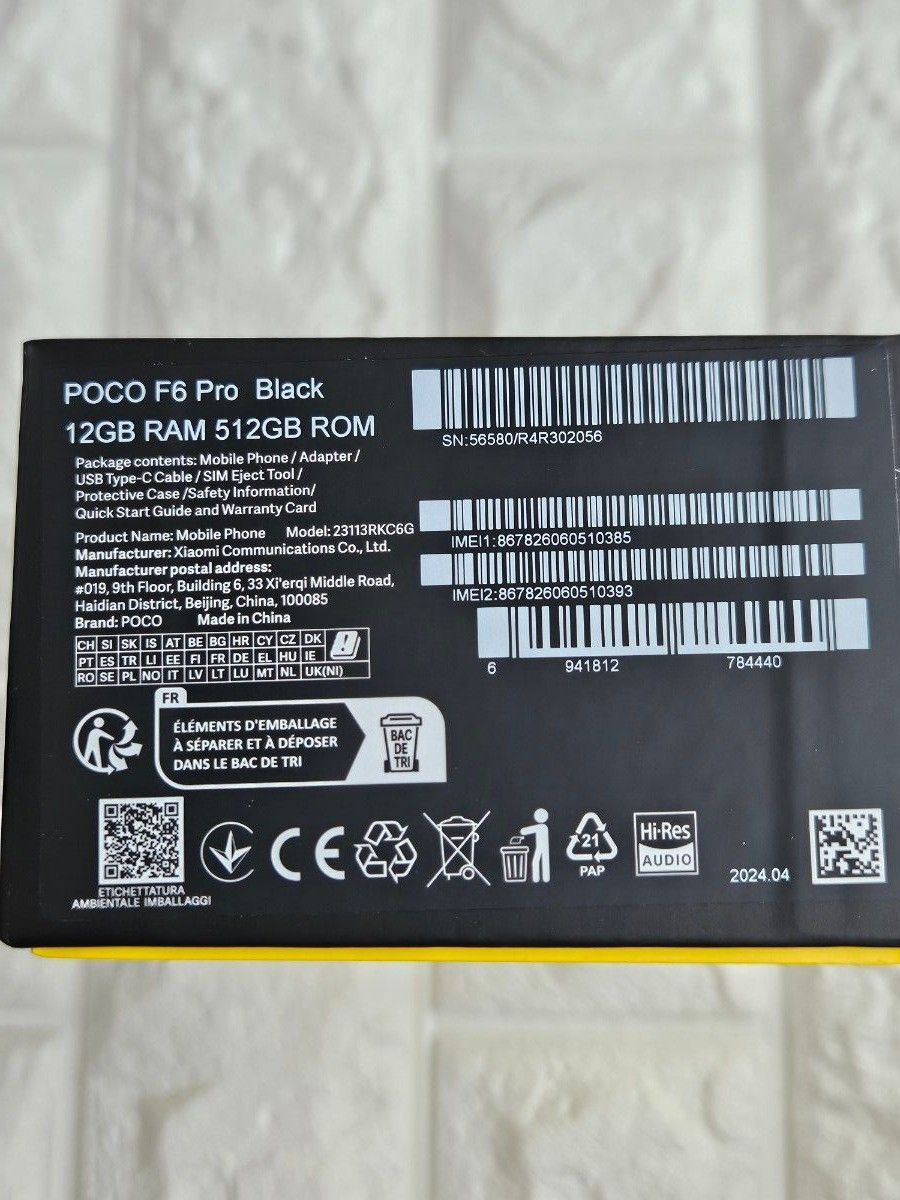 POCO F6 Pro Black
12GB RAM 512GB ROM
Package contents: Mobile Phone / Adapter /
USB Type-C Cable / SIM Eject Tool /
Protective Case /Safety Information/
Quick Start Guide and Warranty Card
Product Name: Mobile Phone Model: 23113RKC6G
Manufacturer: Xiaomi Communications Co., Ltd.
Manufacturer postal address:
#019, 9th Floor, Building 6, 33 Xi'erqi Middle Road,
Haidian District, Beijing, China, 100085
Brand: POCO Made in China
CH SI SK IS AT BE BG HR CY CZ DK
PT ES TR LI EE FI FR DE EL HU IE
RO SE PL NO IT LV LT LU MT NL UK(NI)
SN:56580/R4R302056
IMEI1:867826060510385
IMEI2:867826060510393
6 941812 784440
FR
ÉLÉMENTS D'EMBALLAGE
À SÉPARER ET À DÉPOSER
DANS LE BAC DE TRI
BAC
DE
TRI
ETICHETTATURA
AMBIENTALE IMBALLAGGI
CE
21
PAP
Hi-Res
AUDIO
2024.04